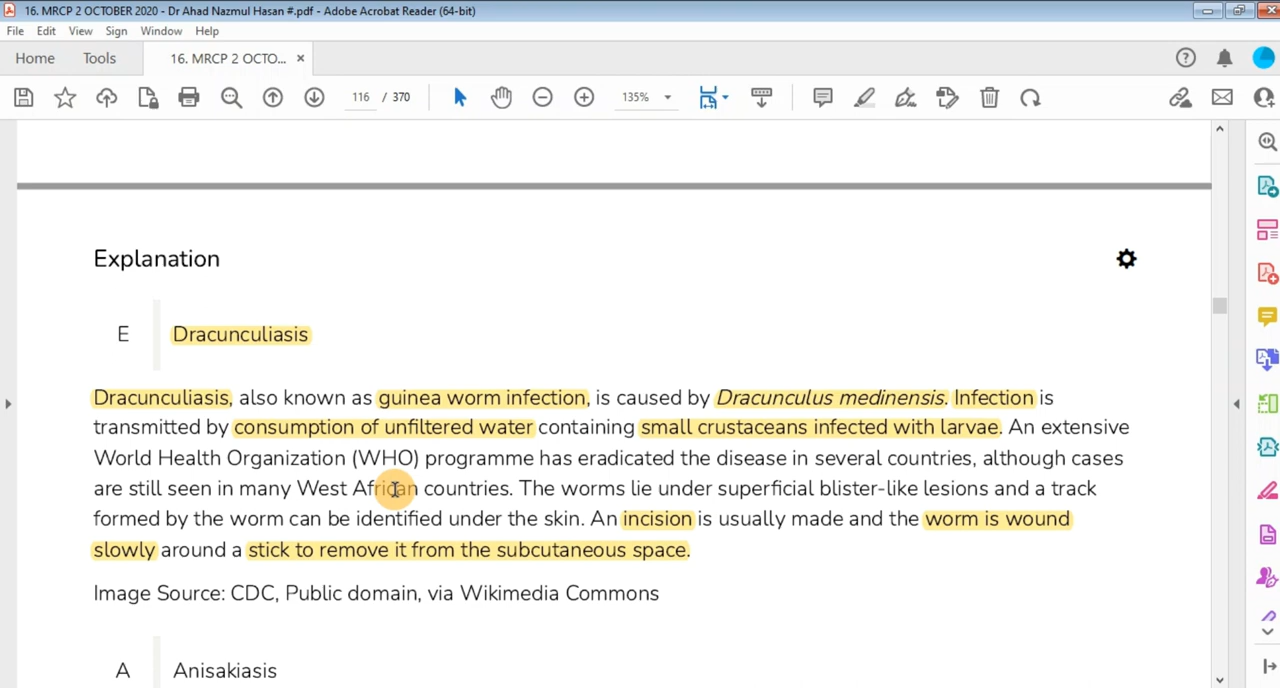 16. MRCP 2 OCTOBER 2020 - Dr Ahad Nazmul Hasan #.pdf - Adobe Acrobat Reader (64-bit)
File Edit View Sign Window Help
Home Tools 16. MRCP 2 OCTO... ×
116 / 370 135%
Explanation
E Dracunculiasis
Dracunculiasis, also known as guinea worm infection, is caused by Dracunculus medinensis. Infection is
transmitted by consumption of unfiltered water containing small crustaceans infected with larvae. An extensive
World Health Organization (WHO) programme has eradicated the disease in several countries, although cases
are still seen in many West African countries. The worms lie under superficial blister-like lesions and a track
formed by the worm can be identified under the skin. An incision is usually made and the worm is wound
slowly around a stick to remove it from the subcutaneous space.
Image Source: CDC, Public domain, via Wikimedia Commons
A Anisakiasis